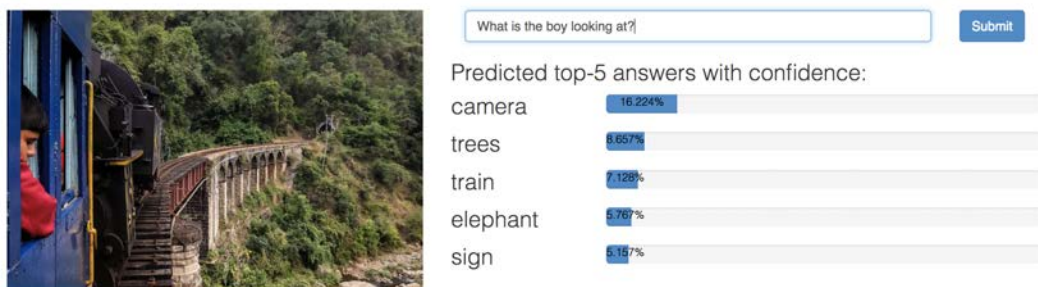 What is the boy looking at?
Submit
Predicted top-5 answers with confidence:
camera 16.224%
trees 8.657%
train 7.128%
elephant 5.767%
sign 5.157%